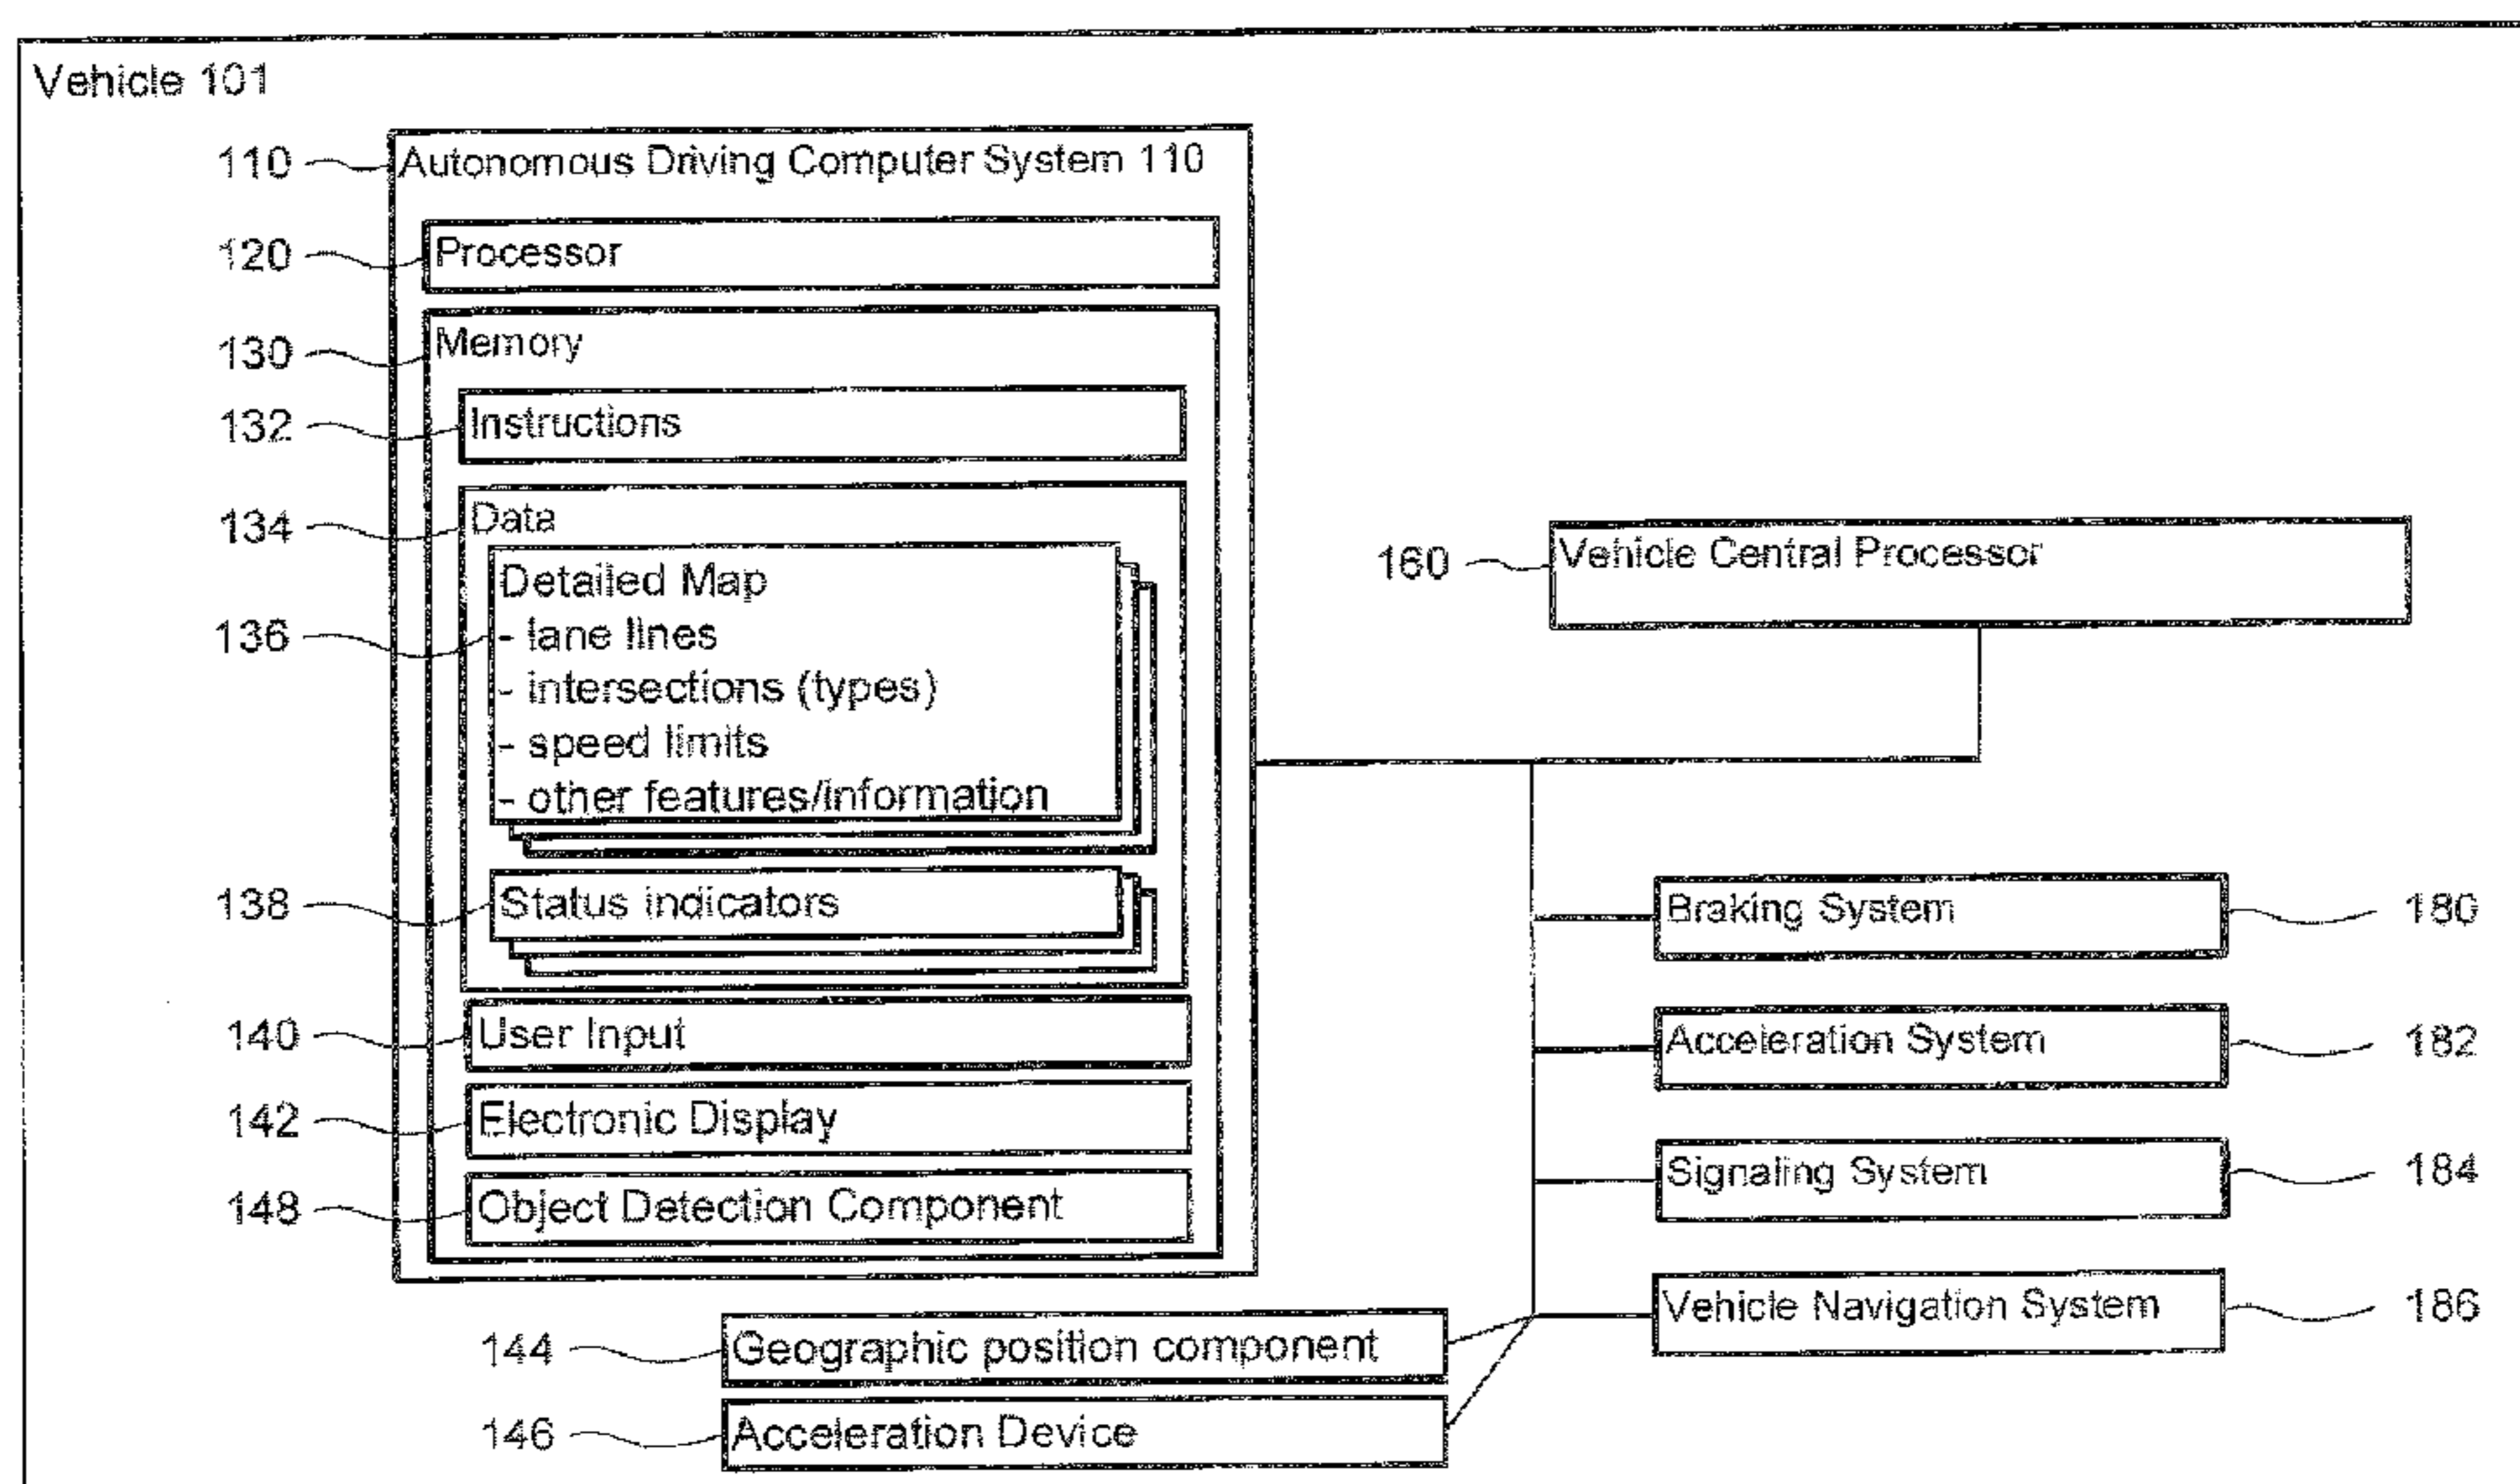 Vehicle 101
110 Autonomous Driving Computer System 110
120 Processor
130 Memory
132 Instructions
134 Data
Detailed Map
136 - lane lines
- intersections (types)
- speed limits
- other features/information
138 Status indicators
140 User Input
142 Electronic Display
148 Object Detection Component
144 Geographic position component
146 Acceleration Device
160 Vehicle Central Processor
Braking System 180
Acceleration System 182
Signaling System 184
Vehicle Navigation System 186